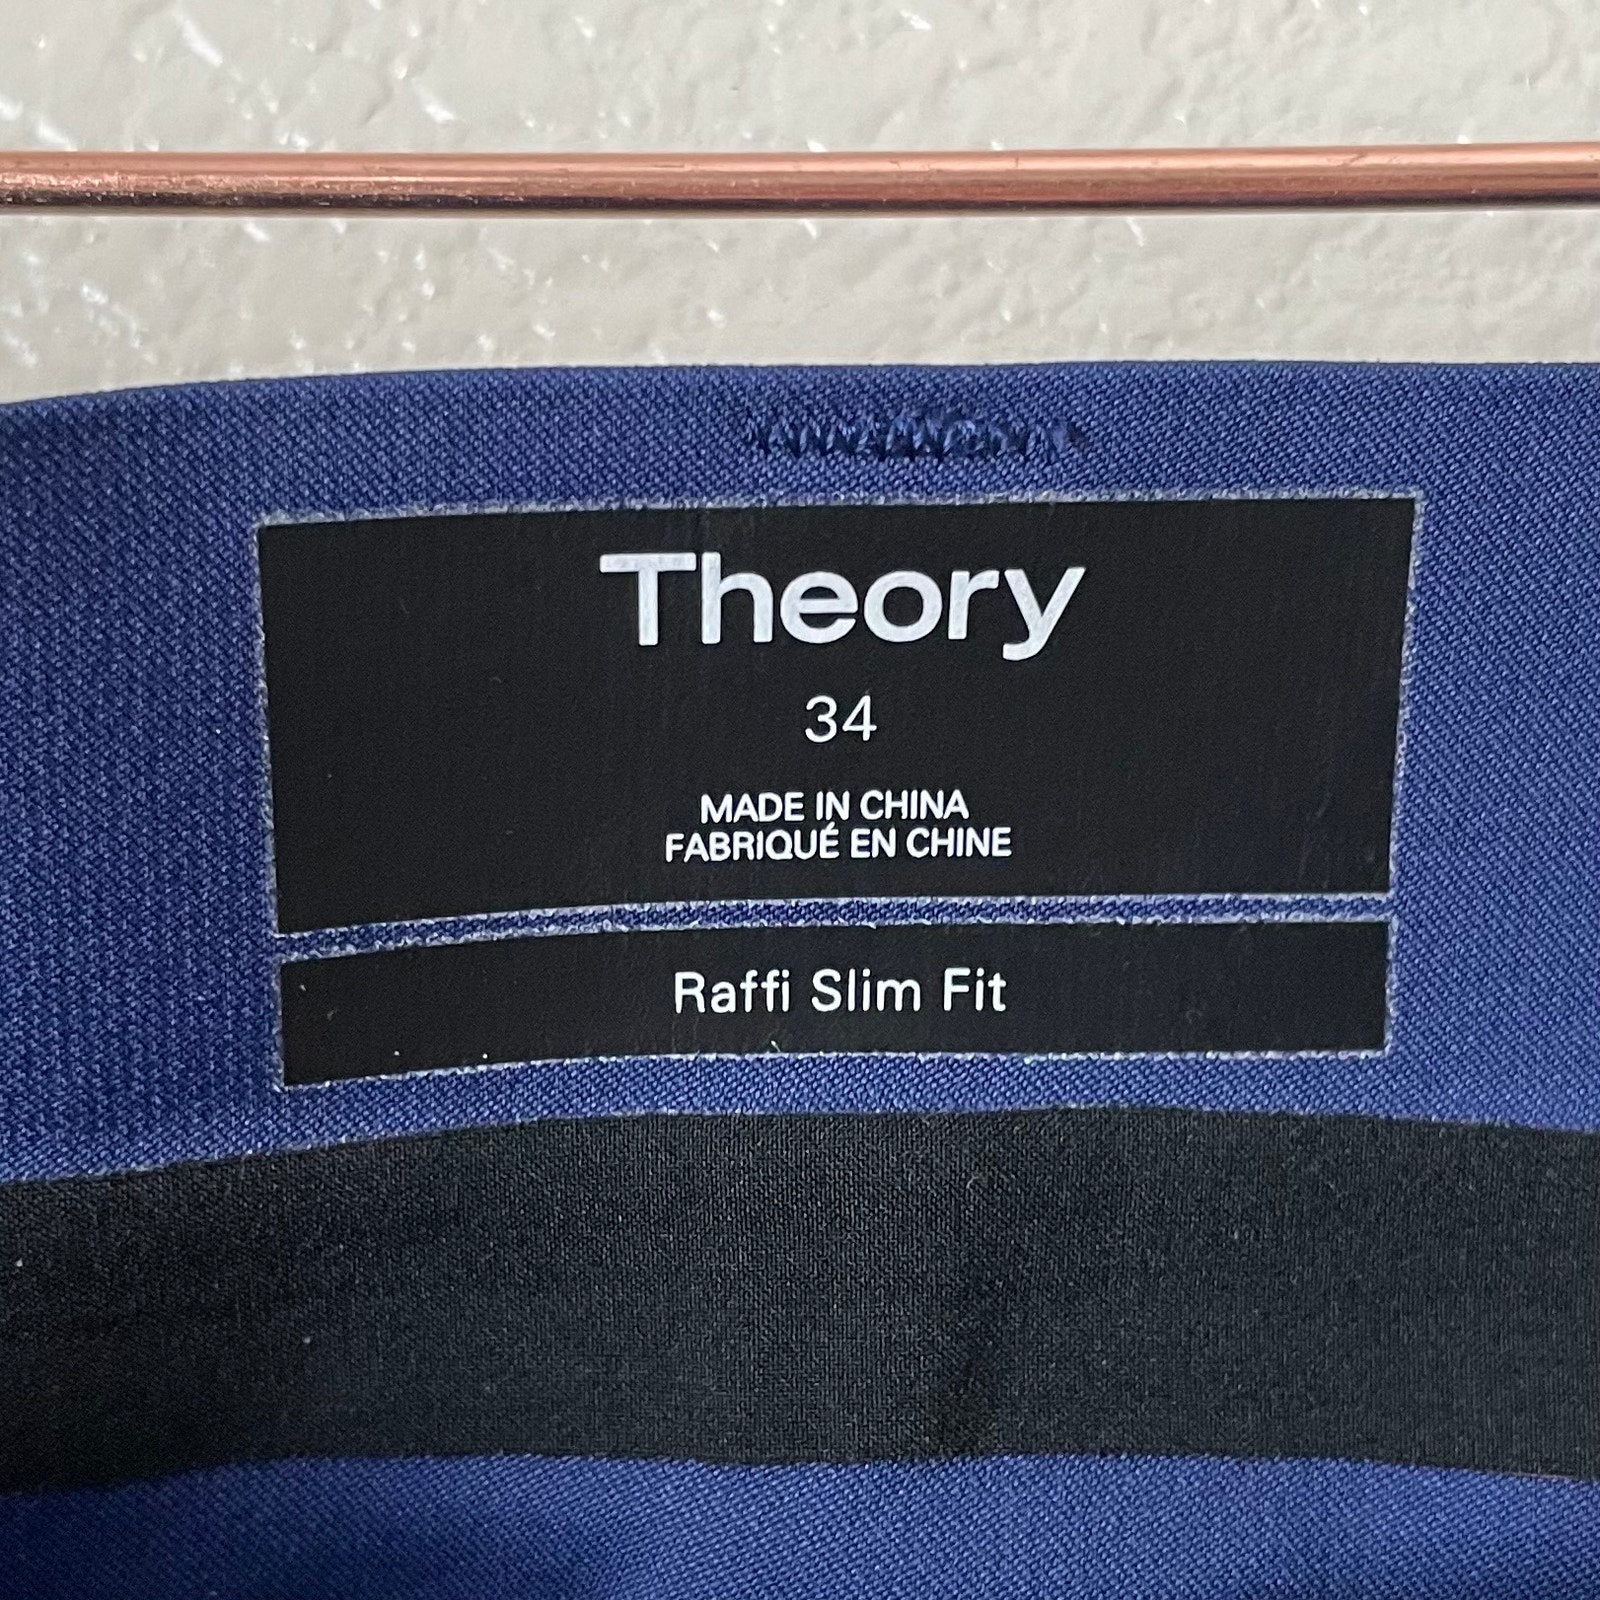 Theory
34
MADE IN CHINA
FABRIQUÉ EN CHINE
Raffi Slim Fit